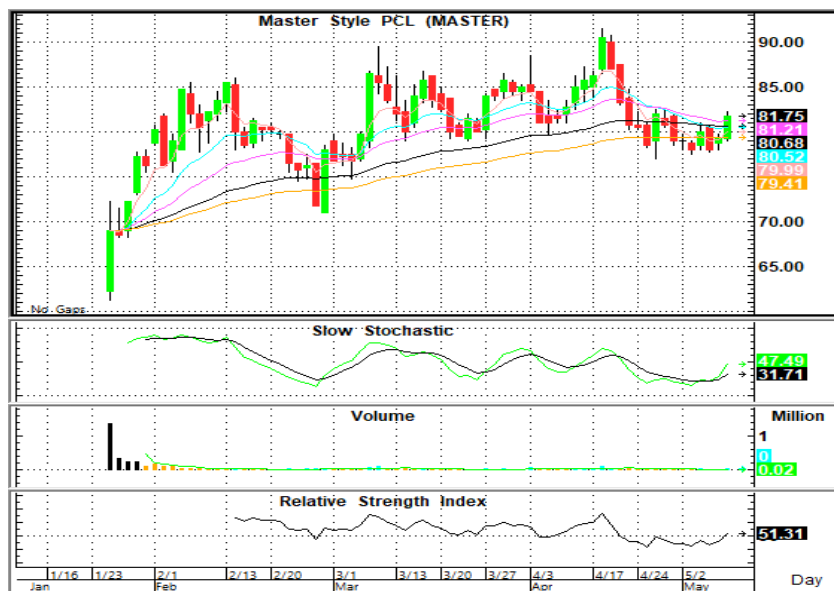 Master Style PCL (MASTER)
90.00
85.00
81.75
81.21
80.68
80.52
79.99
79.41
70.00
65.00
No Gaps
Slow Stochastic
47.49
31.71
Volume
Million
1
0
0.02
Relative Strength Index
51.31
1/16 1/23 2/1 2/13 2/20 3/1 3/13 3/20 3/27 4/3 4/17 4/24 5/2
Jan Feb Mar Apr May
Day